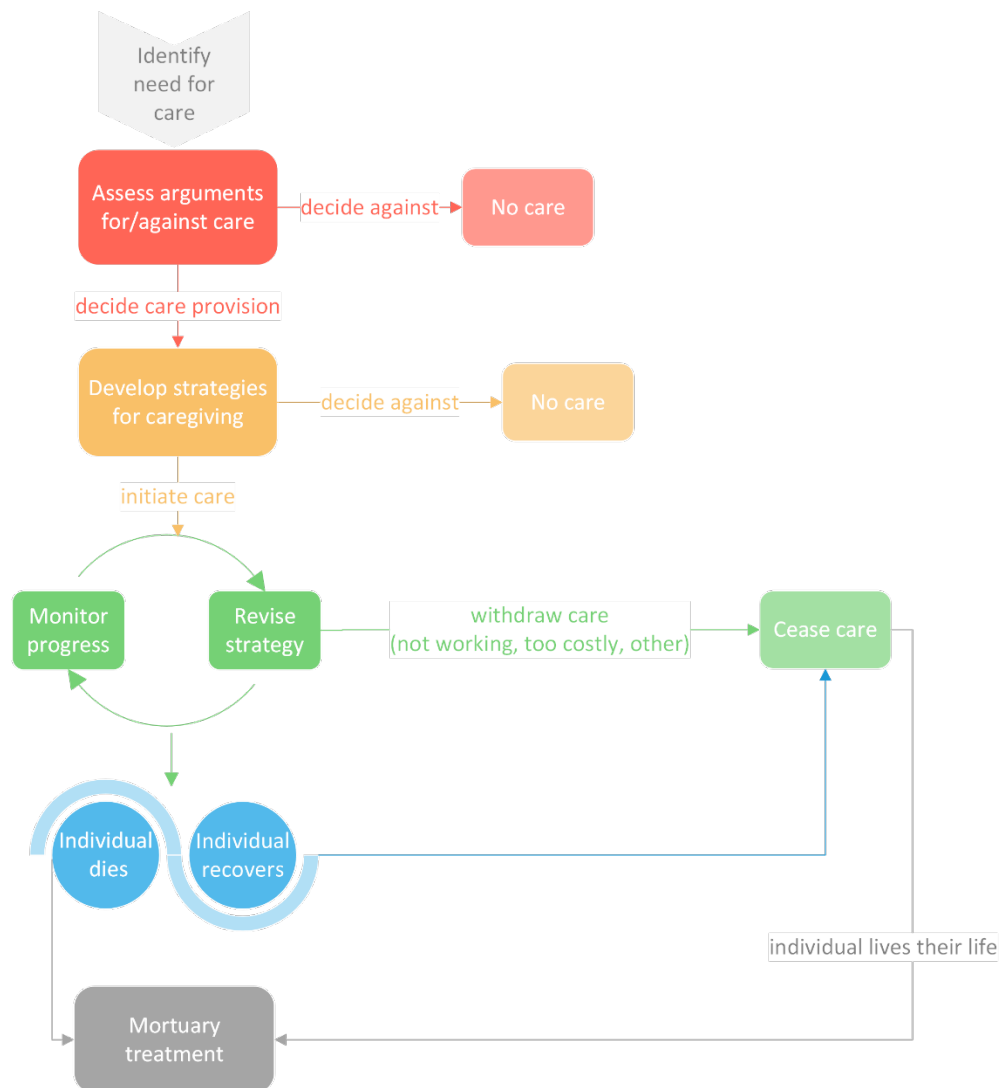 Identify
need for
care
Assess arguments
for/against care
decide against
No care
decide care provision
Develop strategies
for caregiving
decide against
No care
initiate care
Monitor
progress
Revise
strategy
withdraw care
(not working, too costly, other)
Cease care
Individual
dies
Individual
recovers
individual lives their life
Mortuary
treatment